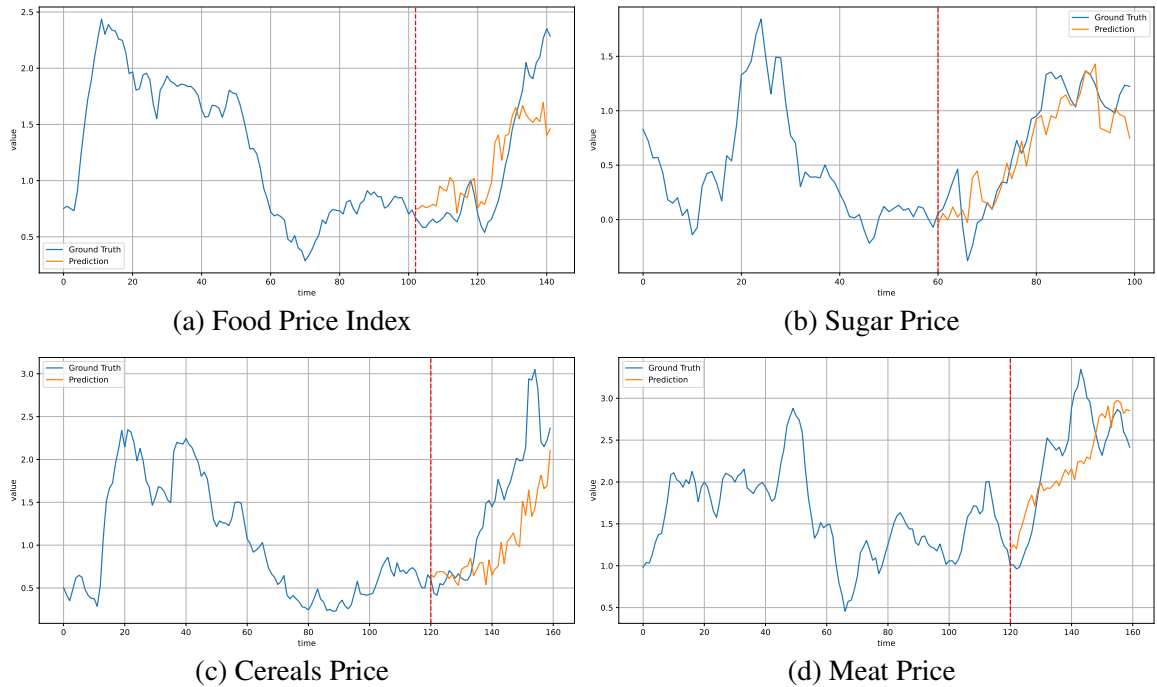 2.5
2.0
1.5
1.0
0.5
value
Ground Truth
Prediction
0 20 40 60 80 100 120 140
time
(a) Food Price Index
1.5
1.0
0.5
0.0
value
Ground Truth
Prediction
0 20 40 60 80 100
time
(b) Sugar Price
3.0
2.5
2.0
1.5
1.0
0.5
value
Ground Truth
Prediction
0 20 40 60 80 100 120 140 160
time
(c) Cereals Price
3.0
2.5
2.0
1.5
1.0
0.5
value
Ground Truth
Prediction
0 20 40 60 80 100 120 140 160
time
(d) Meat Price